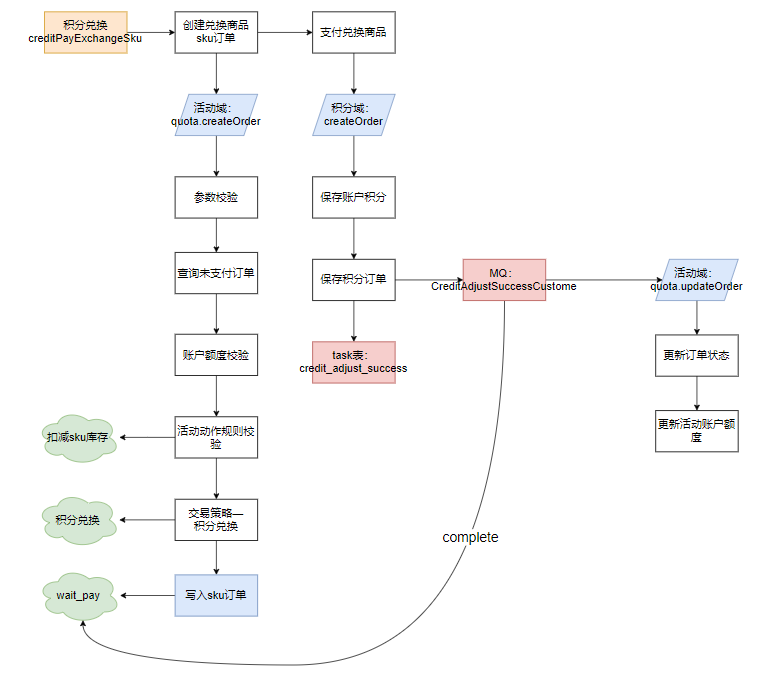 积分兑换
creditPayExchangeSku
创建兑换商品
sku订单
支付兑换商品
活动域：
quota.createOrder
积分域：
createOrder
参数校验
保存账户积分
查询未支付订单
保存积分订单
MQ：
CreditAdjustSuccessCustome
活动域：
quota.updateOrder
账户额度校验
task表：
credit_adjust_success
更新订单状态
扣减sku库存
活动动作规则校
验
更新活动账户额
度
积分兑换
交易策略—
积分兑换
complete
wait_pay
写入sku订单